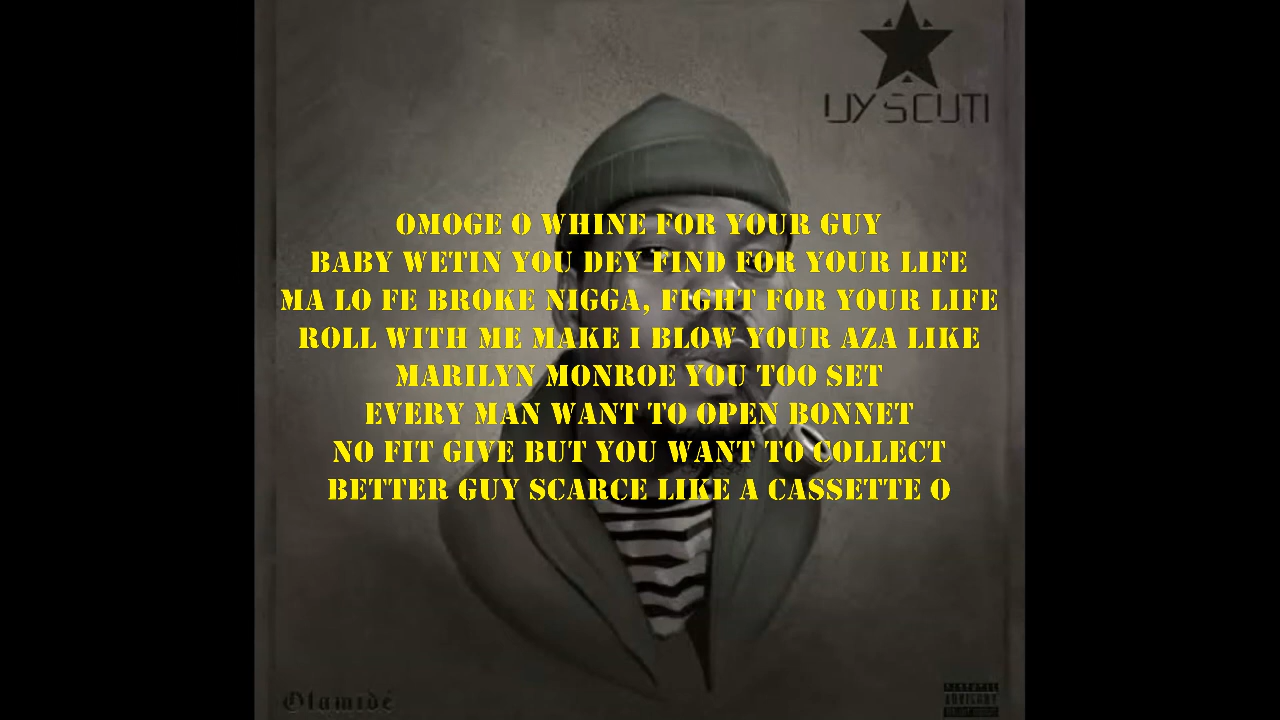 UY SCUTI
OMOGE O WHINE FOR YOUR GUY
BABY WETIN YOU DEY FIND FOR YOUR LIFE
MA LO FE BROKE NIGGA, FIGHT FOR YOUR LIFE
ROLL WITH ME MAKE I BLOW YOUR AZA LIKE
MARILYN MONROE YOU TOO SET
EVERY MAN WANT TO OPEN BONNET
NO FIT GIVE BUT YOU WANT TO COLLECT
BETTER GUY SCARCE LIKE A CASSETTE O
Olamidé
ADVISORY